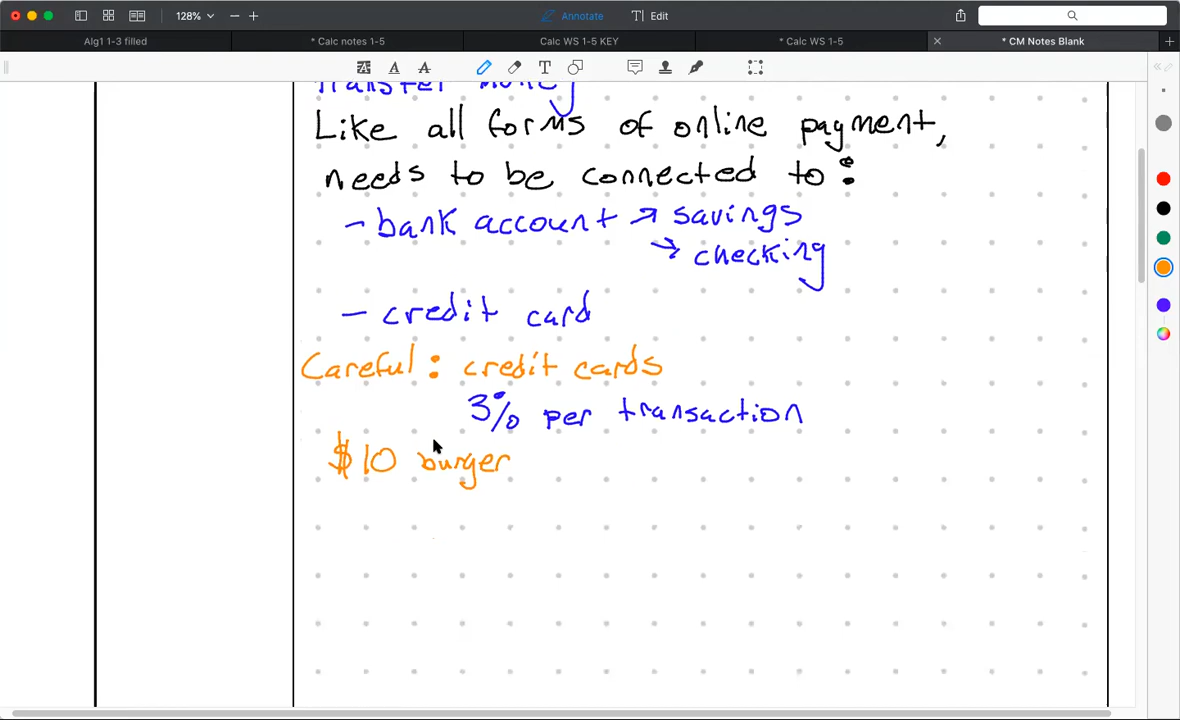 128%
Annotate
Edit
Alg1 1-3 filled
* Calc notes 1-5
Calc WS 1-5 KEY
* Calc WS 1-5
* CM Notes Blank
Transfer money
Like all forms of online payment,
needs to be connected to:
- bank account → savings
→ checking
- credit card
Careful: credit cards
3% per transaction
$10 burger